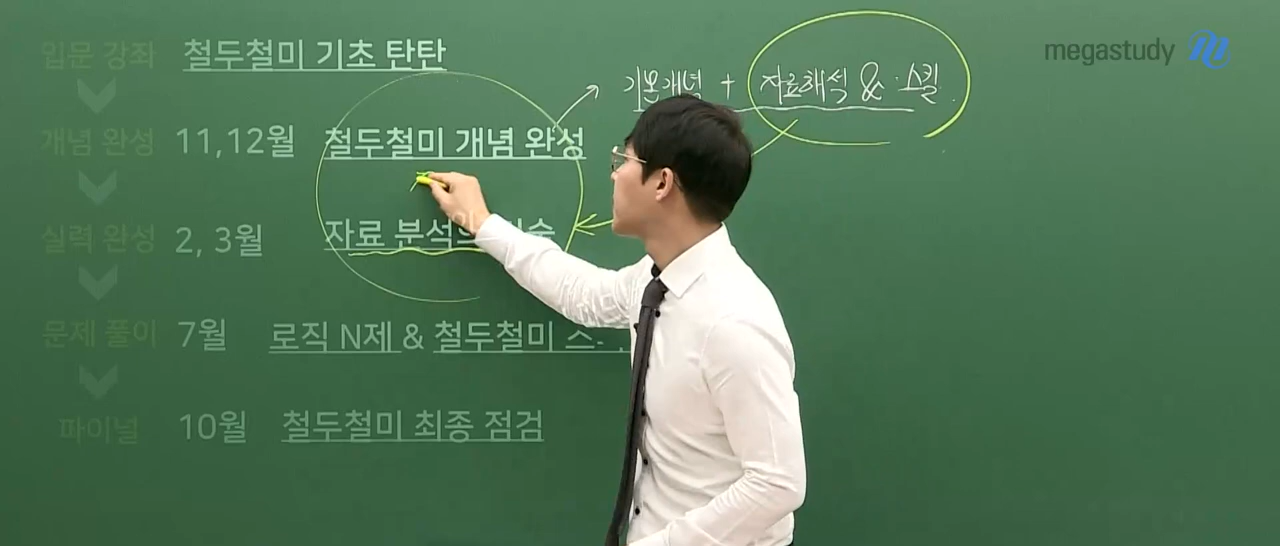 입문 강좌 철두철미 기초 탄탄
megastudy
기본개념 + 자료해석 & 스킬
개념 완성 11,12월 철두철미 개념 완성
실력 완성 2, 3월 자료 분석의
문제 풀이 7월 로직 N제 & 철두철미
파이널 10월 철두철미 최종 점검